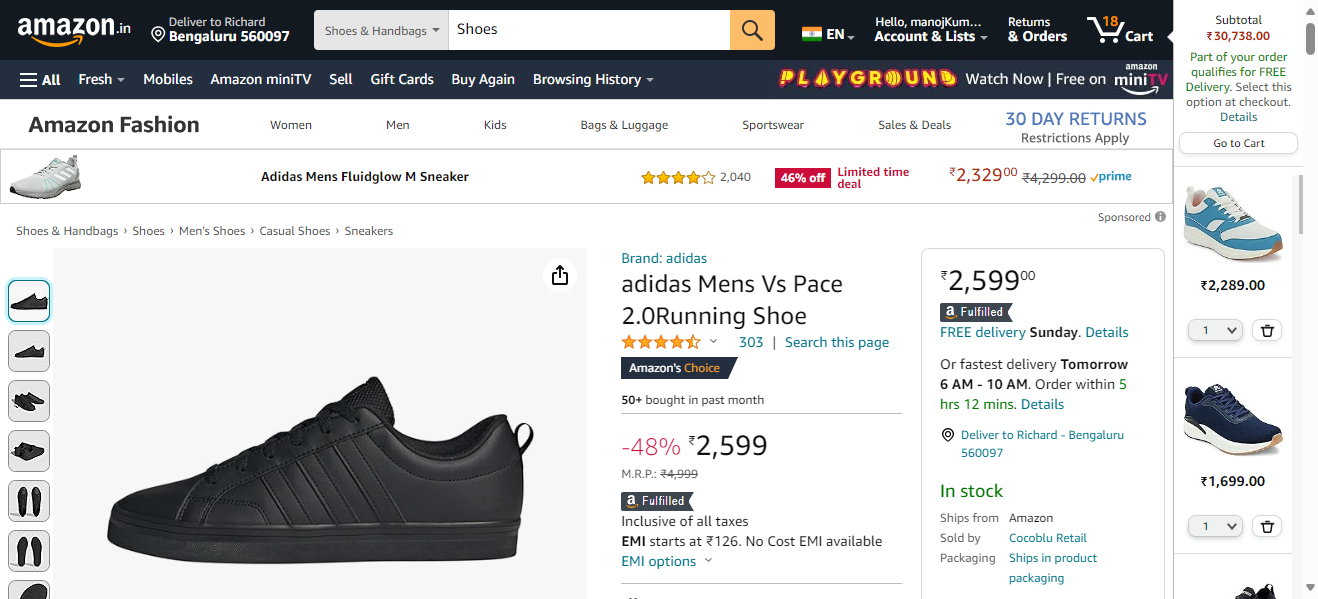 amazon.in
Deliver to Richard
Bengaluru 560097
Shoes & Handbags
Shoes
EN
Hello, manojKum...
Account & Lists
Returns
& Orders
18
Cart
All
Fresh
Mobiles
Amazon miniTV
Sell
Gift Cards
Buy Again
Browsing History
PLAYGROUND
Watch Now | Free on
amazon
miniTV
Amazon Fashion
Women
Men
Kids
Bags & Luggage
Sportswear
Sales & Deals
30 DAY RETURNS
Restrictions Apply
Adidas Mens Fluidglow M Sneaker
2,040
46% off
Limited time
deal
₹2,32900
₹4,299.00
prime
Sponsored
Shoes & Handbags › Shoes › Men's Shoes › Casual Shoes › Sneakers
Brand: adidas
adidas Mens Vs Pace
2.0Running Shoe
303 | Search this page
Amazon's Choice
50+ bought in past month
-48% ₹2,599
M.R.P.: ₹4,999
a Fulfilled
Inclusive of all taxes
EMI starts at ₹126. No Cost EMI available
EMI options
₹2,59900
a Fulfilled
FREE delivery Sunday. Details
Or fastest delivery Tomorrow
6 AM - 10 AM. Order within 5
hrs 12 mins. Details
Deliver to Richard - Bengaluru
560097
In stock
Ships from Amazon
Sold by Cocoblu Retail
Packaging Ships in product
packaging
Subtotal
₹30,738.00
Part of your order
qualifies for FREE
Delivery. Select this
option at checkout.
Details
Go to Cart
₹2,289.00
1
₹1,699.00
1